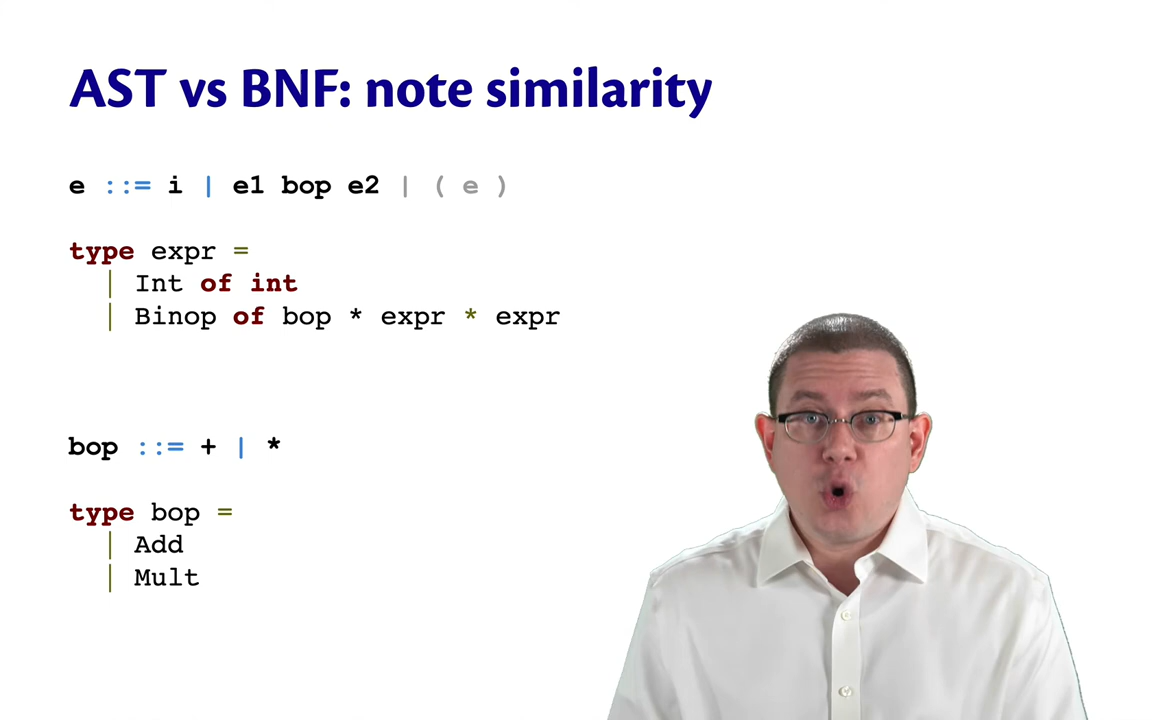 AST vs BNF: note similarity
e ::= i | e1 bop e2 | ( e )
type expr =
| Int of int
| Binop of bop * expr * expr
bop ::= + | *
type bop =
| Add
| Mult